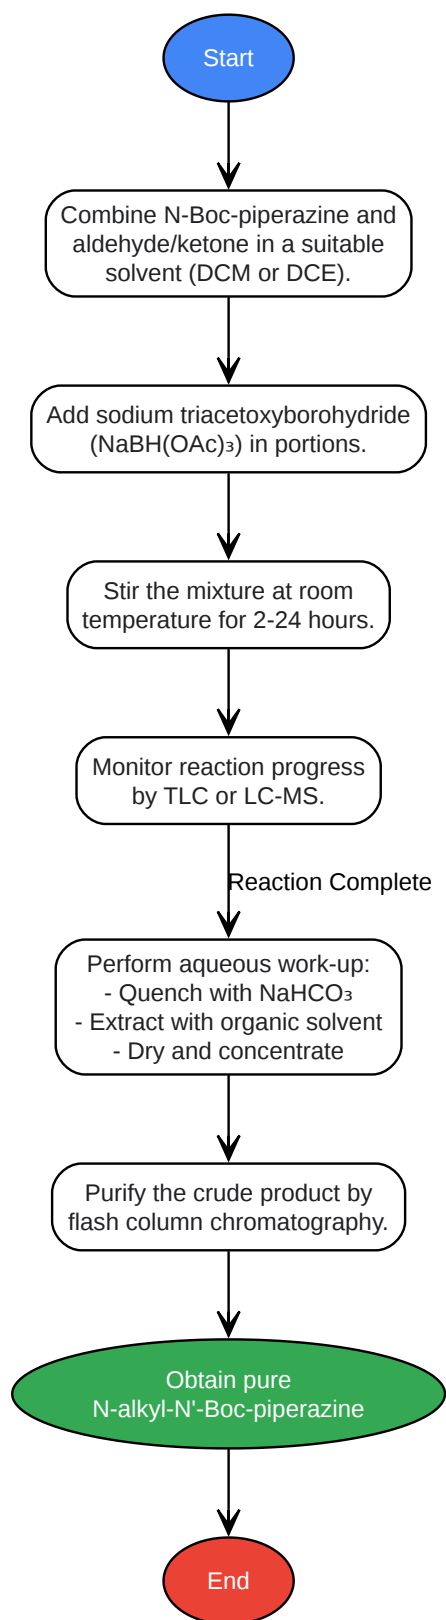 Start
Combine N-Boc-piperazine and
aldehyde/ketone in a suitable
solvent (DCM or DCE).
Add sodium triacetoxyborohydride
(NaBH(OAc)₃) in portions.
Stir the mixture at room
temperature for 2-24 hours.
Monitor reaction progress
by TLC or LC-MS.
Reaction Complete
Perform aqueous work-up:
- Quench with NaHCO₃
- Extract with organic solvent
- Dry and concentrate
Purify the crude product by
flash column chromatography.
Obtain pure
N-alkyl-N'-Boc-piperazine
End